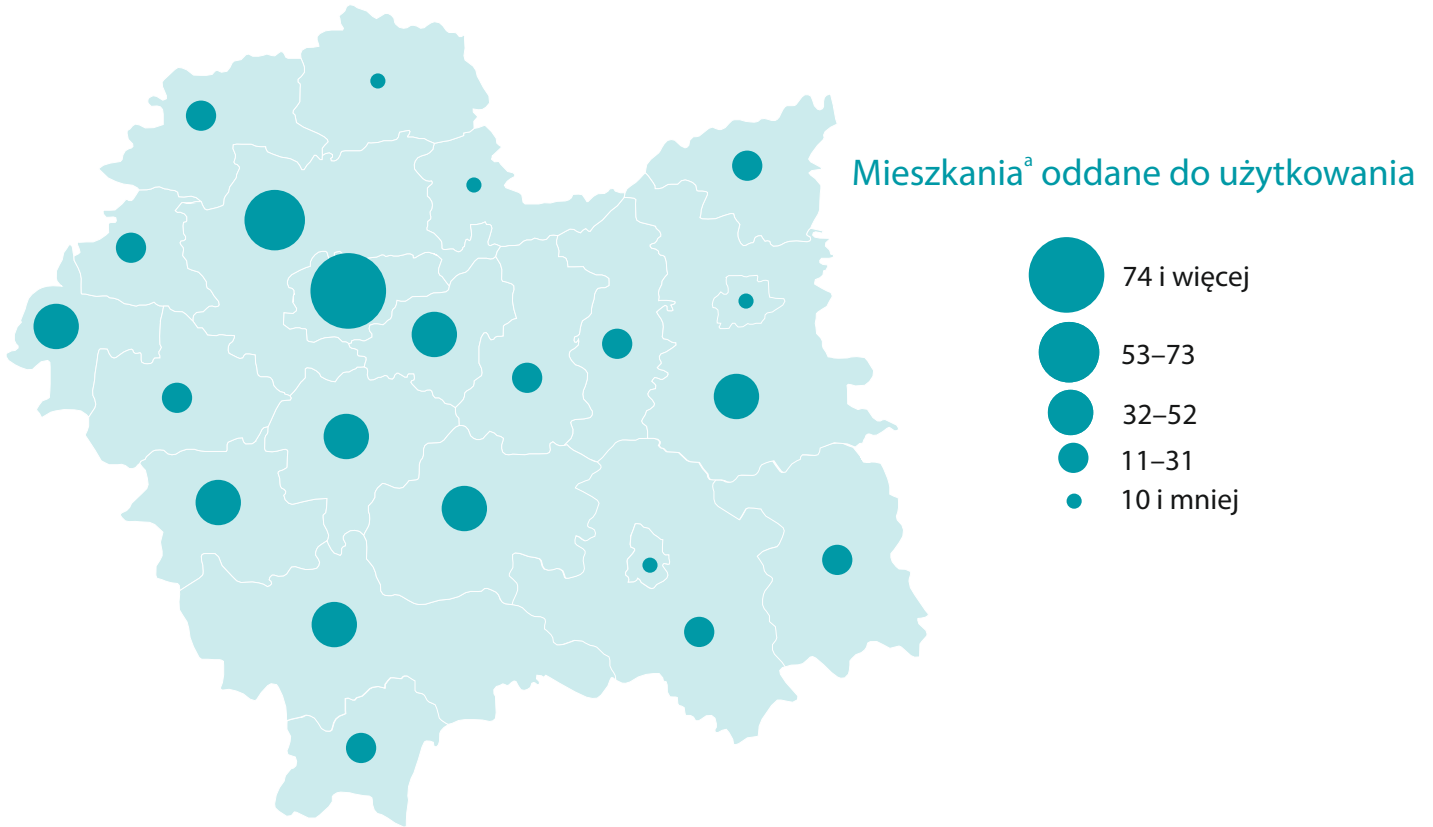 Mieszkaniaᵃ oddane do użytkowania
74 i więcej
53–73
32–52
11–31
10 i mniej